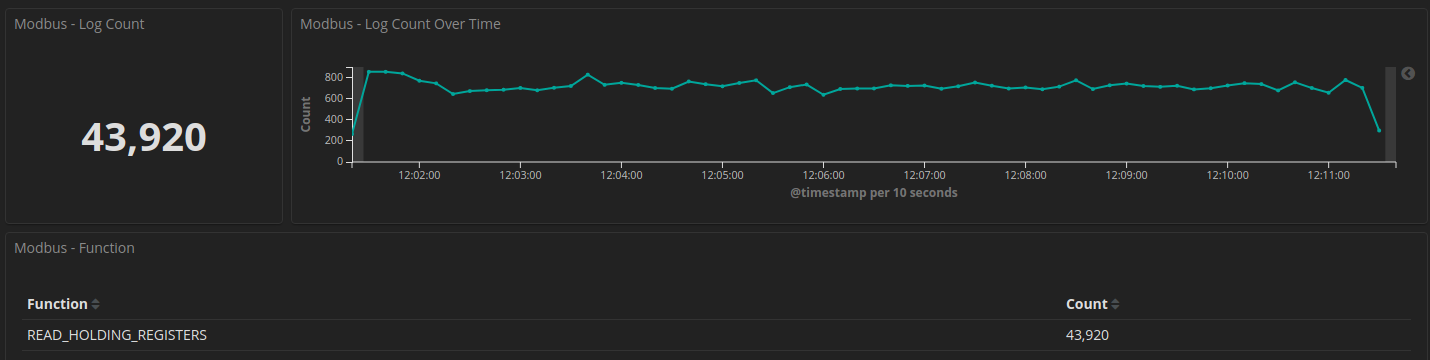 Modbus - Log Count
43,920
Modbus - Log Count Over Time
Count
800
600
400
200
0
12:02:00 12:03:00 12:04:00 12:05:00 12:06:00 12:07:00 12:08:00 12:09:00 12:10:00 12:11:00
@timestamp per 10 seconds
Modbus - Function
Function Count
READ_HOLDING_REGISTERS 43,920